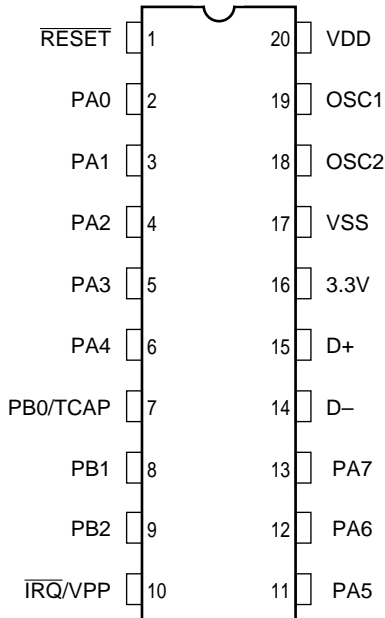 RESET 1 20 VDD
PA0 2 19 OSC1
PA1 3 18 OSC2
PA2 4 17 VSS
PA3 5 16 3.3V
PA4 6 15 D+
PB0/TCAP 7 14 D–
PB1 8 13 PA7
PB2 9 12 PA6
IRQ/VPP 10 11 PA5